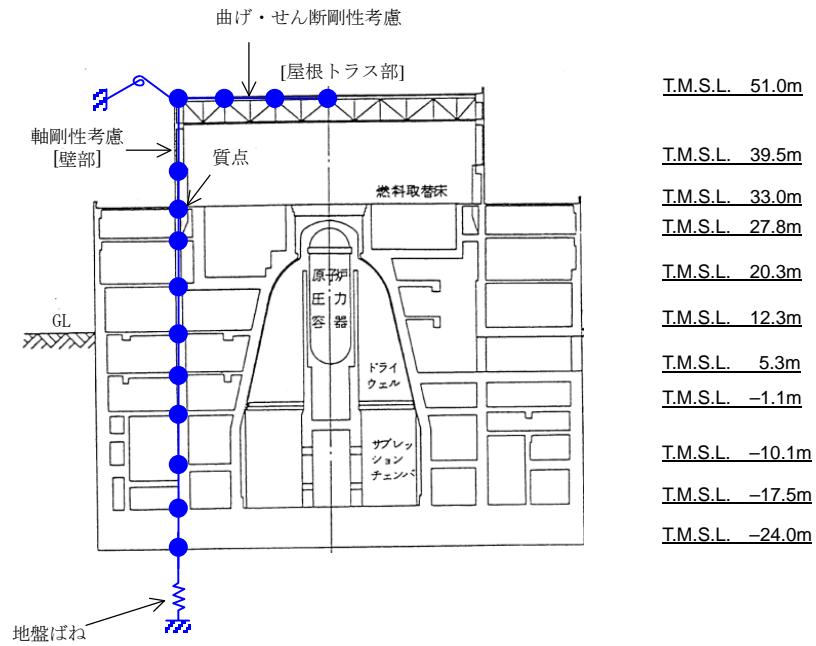 曲げ・せん断剛性考慮
[屋根トラス部]
軸剛性考慮
[壁部]
質点
燃料取替床
原子炉
圧力
容器
GL
ドライ
ウェル
サプレッ
ション
チェンバ
地盤ばね
T.M.S.L. 51.0m
T.M.S.L. 39.5m
T.M.S.L. 33.0m
T.M.S.L. 27.8m
T.M.S.L. 20.3m
T.M.S.L. 12.3m
T.M.S.L. 5.3m
T.M.S.L. –1.1m
T.M.S.L. –10.1m
T.M.S.L. –17.5m
T.M.S.L. –24.0m